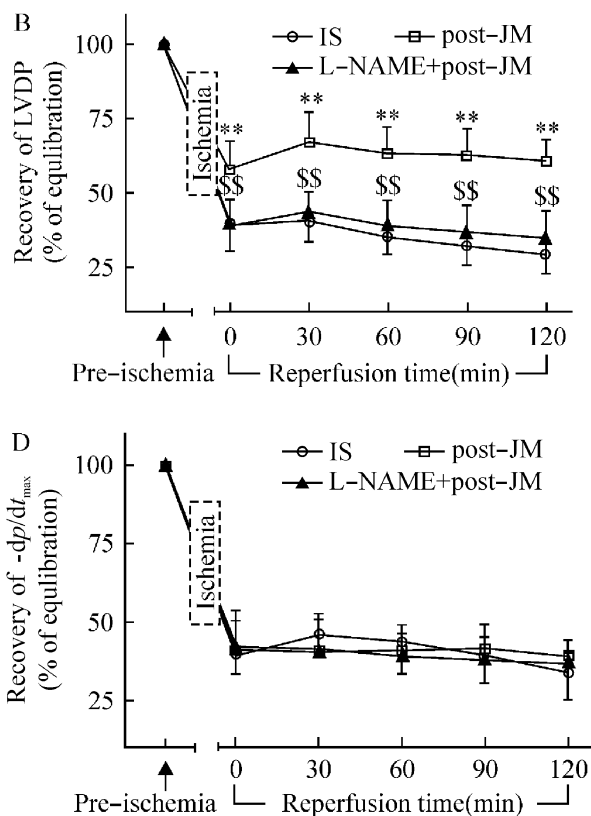 B
IS
post-JM
L-NAME+post-JM
Recovery of LVDP
(% of equlibration)
100
75
50
25
Ischemia
** ** ** ** **
$$ $$ $$ $$ $$
0 30 60 90 120
Pre-ischemia
Reperfusion time(min)
D
IS
post-JM
L-NAME+post-JM
Recovery of -dp/dtmax
(% of equlibration)
100
75
50
25
Ischemia
0 30 60 90 120
Pre-ischemia
Reperfusion time(min)